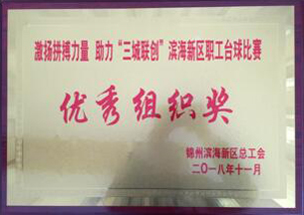 激扬拼搏力量 助力“三城联创”滨海新区职工台球比赛
优秀组织奖
锦州滨海新区总工会
二〇一八年十一月